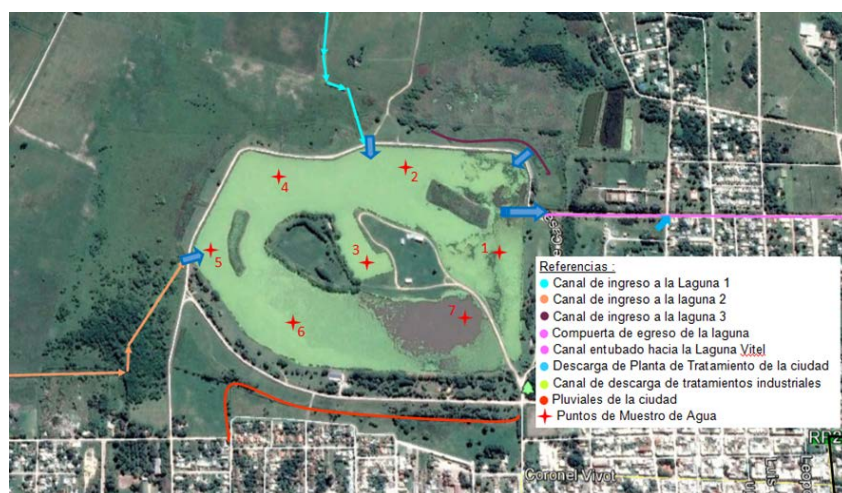 2
4
1
3
5
7
6
Referencias :
Canal de ingreso a la Laguna 1
Canal de ingreso a la laguna 2
Canal de ingreso a la laguna 3
Compuerta de egreso de la laguna
Canal entubado hacia la Laguna Vitel
Descarga de Planta de Tratamiento de la ciudad
Canal de descarga de tratamientos industriales
Pluviales de la ciudad
Puntos de Muestro de Agua
Coronel Vivot